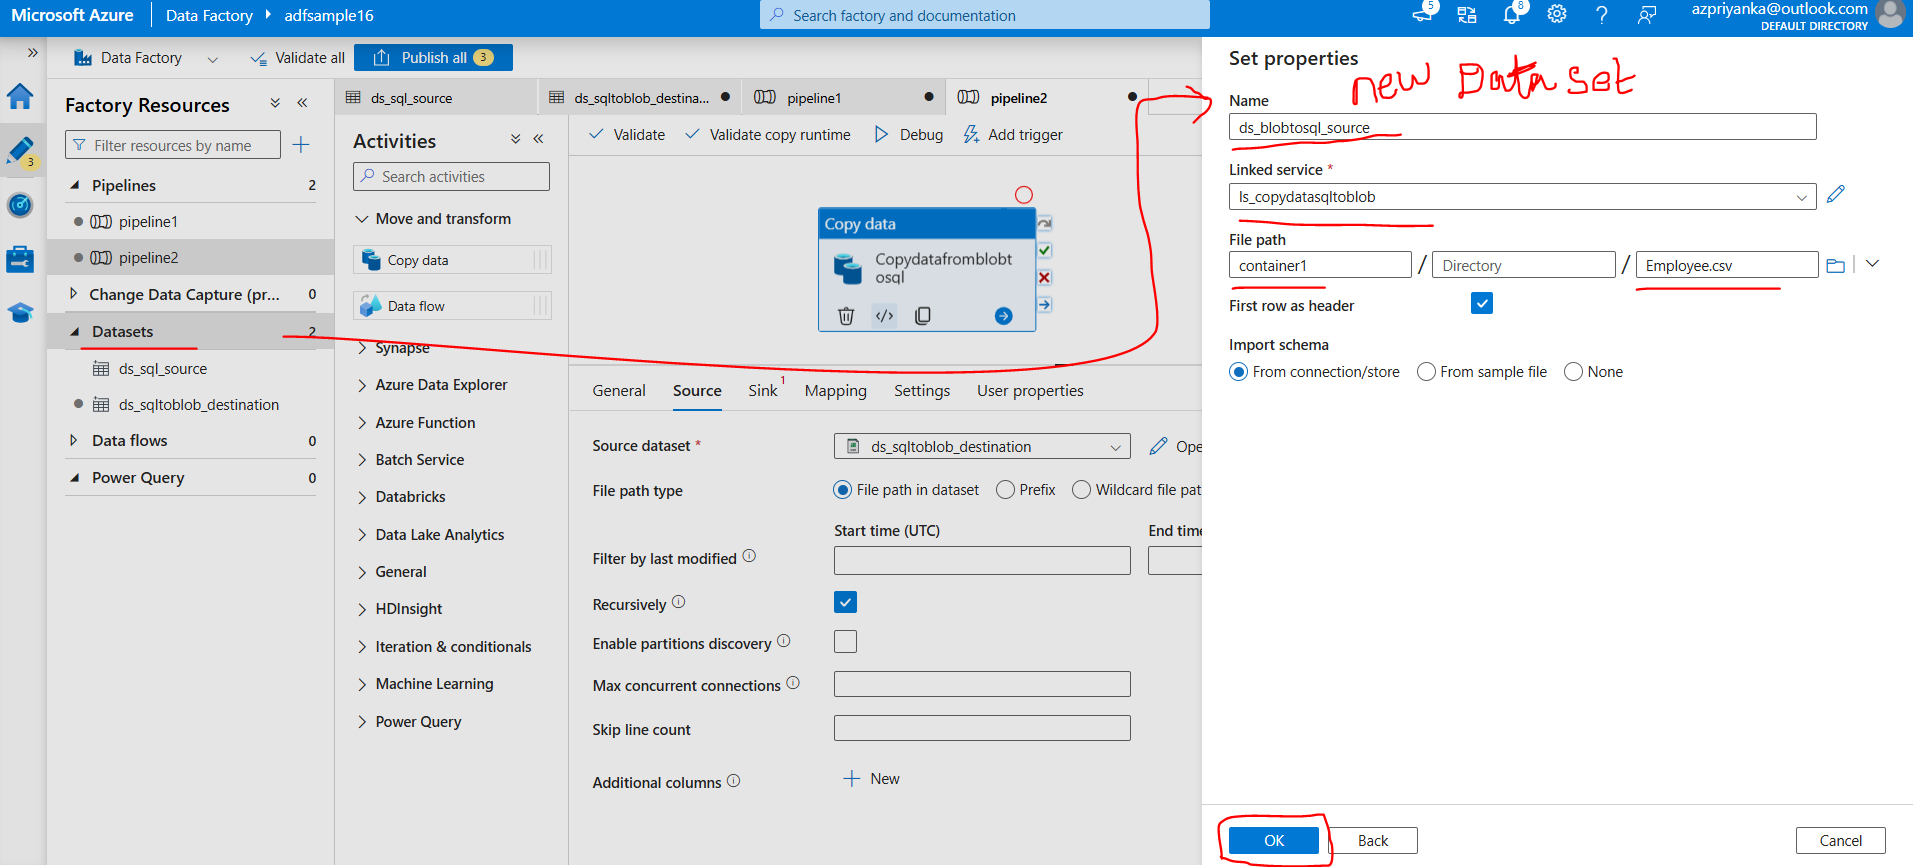 Microsoft Azure
Data Factory
adfsample16
Search factory and documentation
5
8
azpriyanka@outlook.com
DEFAULT DIRECTORY
Data Factory
Validate all
Publish all
3
3
Factory Resources
Filter resources by name
Pipelines 2
pipeline1
pipeline2
Change Data Capture (pr... 0
Datasets 2
ds_sql_source
ds_sqltoblob_destination
Data flows 0
Power Query 0
ds_sql_source
ds_sqltoblob_destina...
pipeline1
pipeline2
Activities
Search activities
Move and transform
Copy data
Data flow
Synapse
Azure Data Explorer
Azure Function
Batch Service
Databricks
Data Lake Analytics
General
HDInsight
Iteration & conditionals
Machine Learning
Power Query
Validate
Validate copy runtime
Debug
Add trigger
Copy data
Copydatafromblobt
osql
General
Source
Sink 1
Mapping
Settings
User properties
Source dataset *
ds_sqltoblob_destination
Ope
File path type
File path in dataset
Prefix
Wildcard file pat
Start time (UTC)
End time
Filter by last modified
Recursively
Enable partitions discovery
Max concurrent connections
Skip line count
Additional columns
New
Set properties
new Data set
Name
ds_blobtosql_source
Linked service *
ls_copydatasqltoblob
File path
container1 / Directory / Employee.csv
First row as header
Import schema
From connection/store
From sample file
None
OK
Back
Cancel